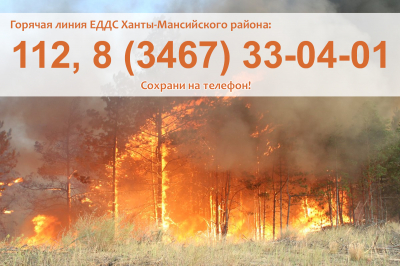 Горячая линия ЕДДС Ханты-Мансийского района:
112, 8 (3467) 33-04-01
Сохрани на телефон!